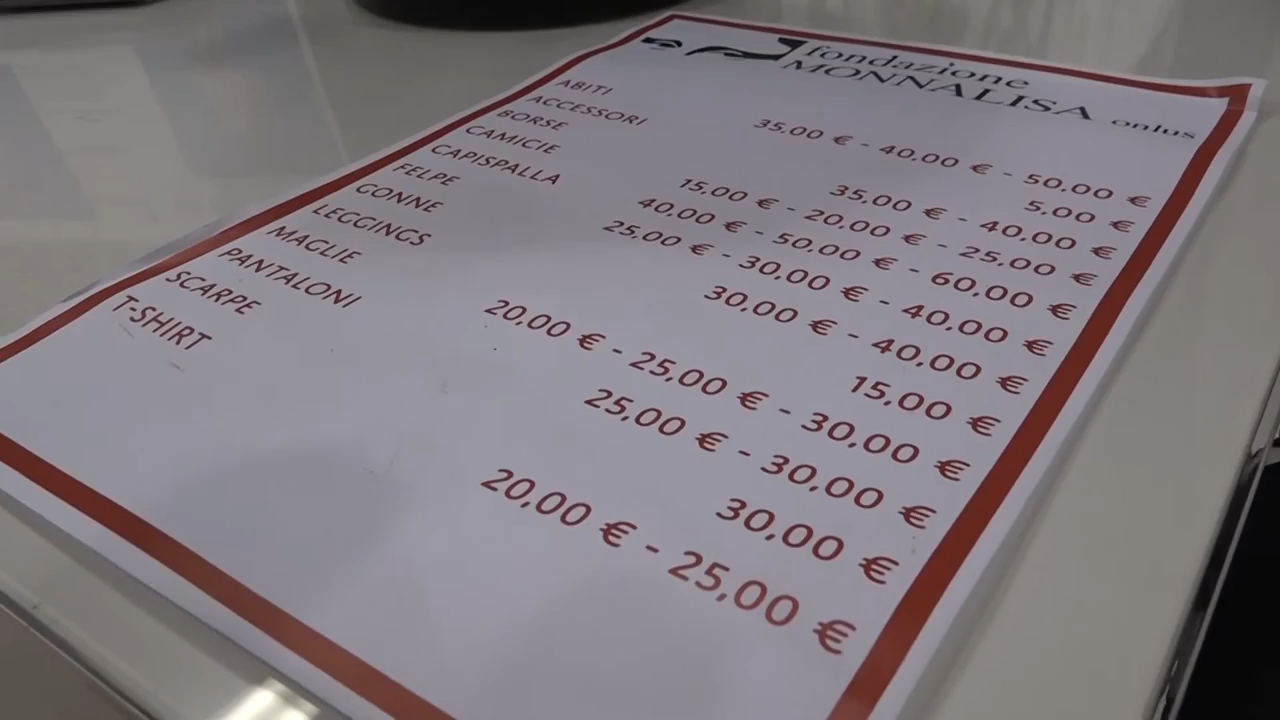 fondazione
MONNALISA onlus
ABITI 35,00 € - 40,00 € - 50,00 €
ACCESSORI 5,00 €
BORSE 35,00 € - 40,00 €
CAMICIE 15,00 € - 20,00 € - 25,00 €
CAPISPALLA 40,00 € - 50,00 € - 60,00 €
FELPE 25,00 € - 30,00 € - 40,00 €
GONNE 30,00 € - 40,00 €
LEGGINGS 15,00 €
MAGLIE 20,00 € - 25,00 € - 30,00 €
PANTALONI 25,00 € - 30,00 €
SCARPE 30,00 €
T-SHIRT 20,00 € - 25,00 €